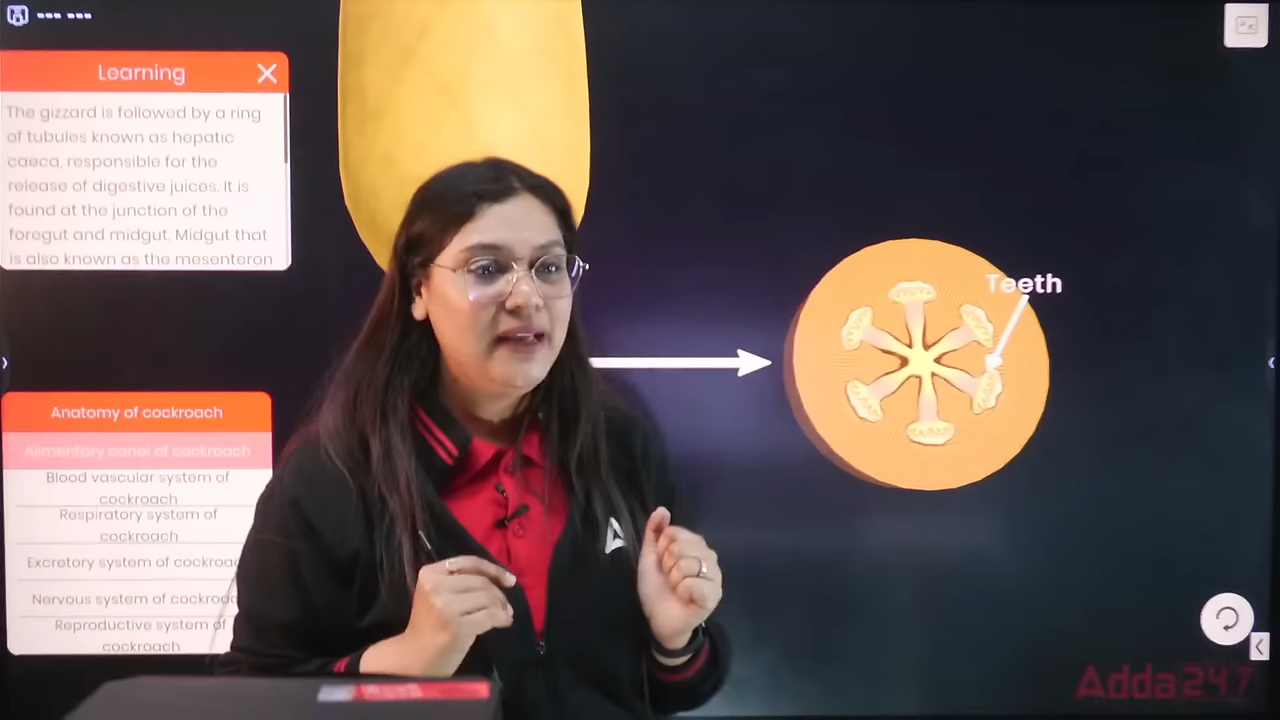 Learning
The gizzard is followed by a ring
of tubules known as hepatic
caeca, responsible for the
release of digestive juices. It is
found at the junction of the
foregut and midgut. Midgut that
is also known as the mesenteron
Teeth
Anatomy of cockroach
Alimentary canal of cockroach
Blood vascular system of
cockroach
Respiratory system of
cockroach
Excretory system of cockroac
Nervous system of cockroac
Reproductive system of
cockroach
Adda247